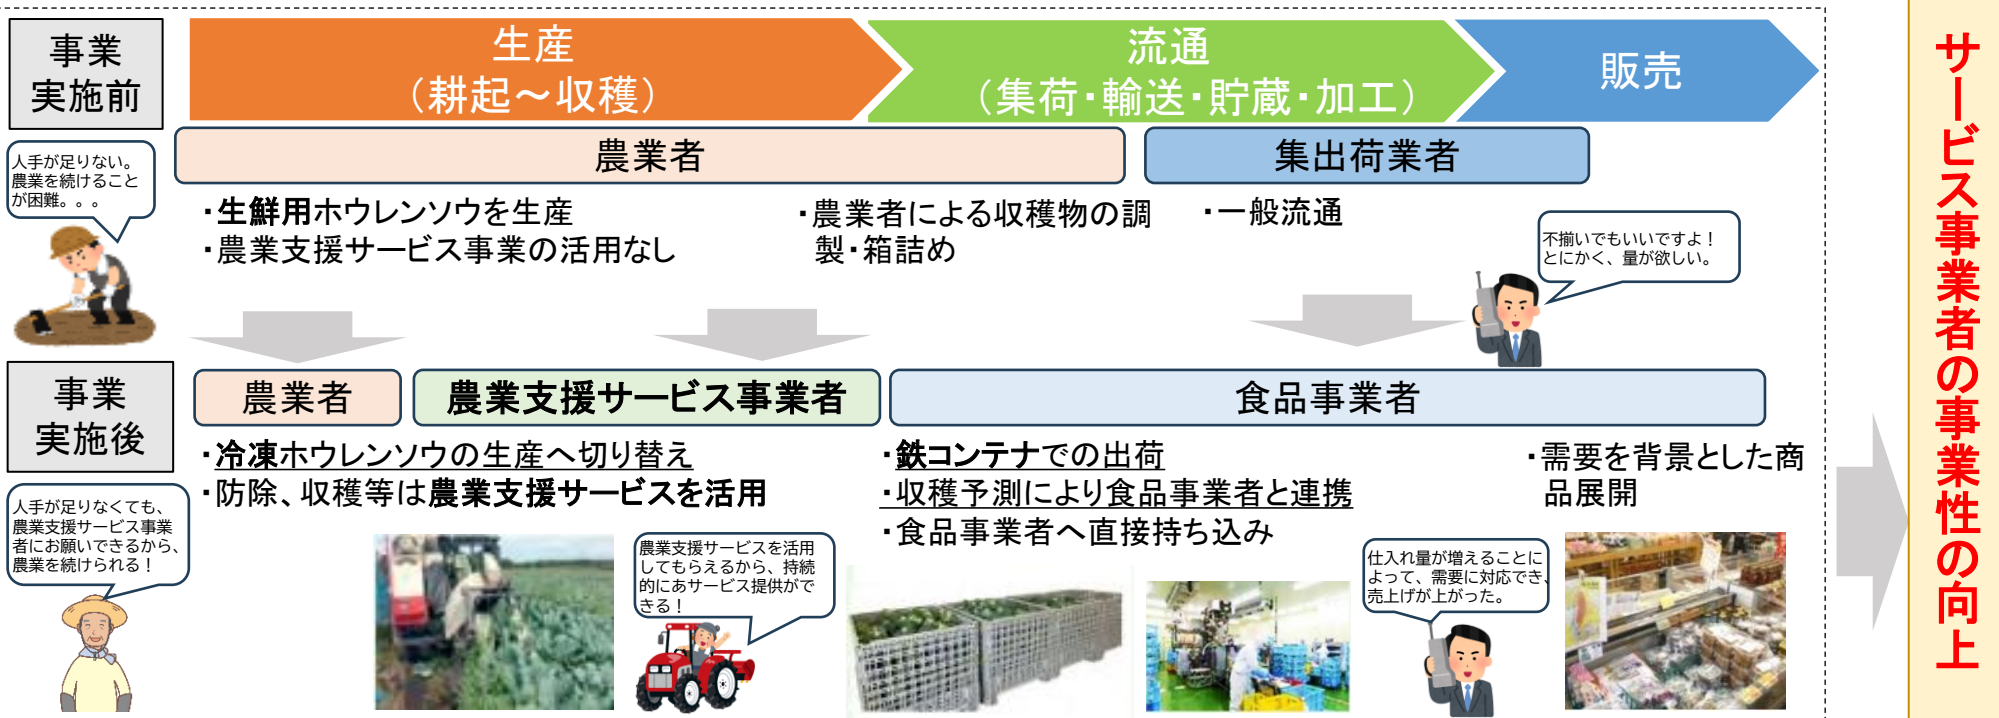 事業
実施前
生産
（耕起～収穫）
流通
（集荷・輸送・貯蔵・加工）
販売
農業者
集出荷業者
人手が足りない。
農業を続けること
が困難。。。
・生鮮用ホウレンソウを生産
・農業支援サービス事業の活用なし
・農業者による収穫物の調
製・箱詰め
・一般流通
不揃いでもいいですよ！
とにかく、量が欲しい。
事業
実施後
農業者
農業支援サービス事業者
食品事業者
・冷凍ホウレンソウの生産へ切り替え
・防除、収穫等は農業支援サービスを活用
・鉄コンテナでの出荷
・収穫予測により食品事業者と連携
・食品事業者へ直接持ち込み
・需要を背景とした商
品展開
人手が足りなくても、
農業支援サービス事業
者にお願いできるから、
農業を続けられる！
農業支援サービスを活用
してもらえるから、持続
的にあサービス提供がで
きる！
仕入れ量が増えることに
よって、需要に対応でき、
売上げが上がった。
サービス事業者の事業性の向上